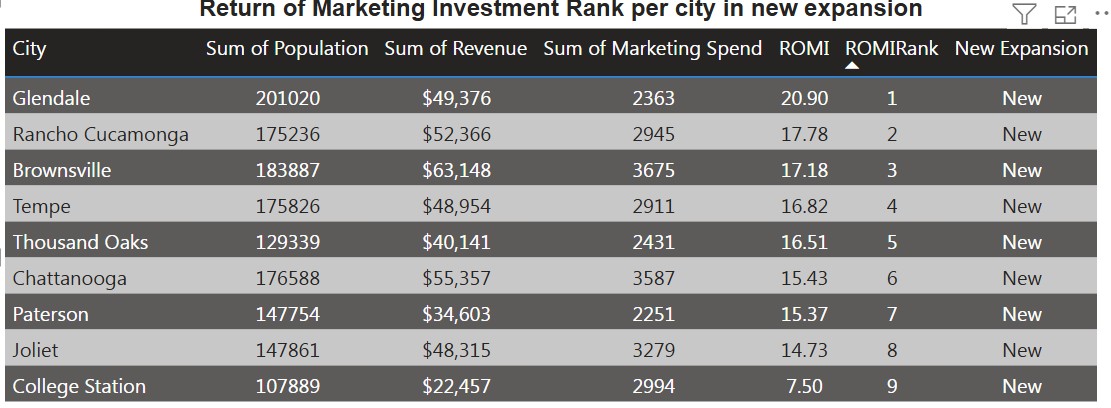 Return of Marketing Investment Rank per city in new expansion
City Sum of Population Sum of Revenue Sum of Marketing Spend ROMI ROMIRank New Expansion
Glendale 201020 $49,376 2363 20.90 1 New
Rancho Cucamonga 175236 $52,366 2945 17.78 2 New
Brownsville 183887 $63,148 3675 17.18 3 New
Tempe 175826 $48,954 2911 16.82 4 New
Thousand Oaks 129339 $40,141 2431 16.51 5 New
Chattanooga 176588 $55,357 3587 15.43 6 New
Paterson 147754 $34,603 2251 15.37 7 New
Joliet 147861 $48,315 3279 14.73 8 New
College Station 107889 $22,457 2994 7.50 9 New